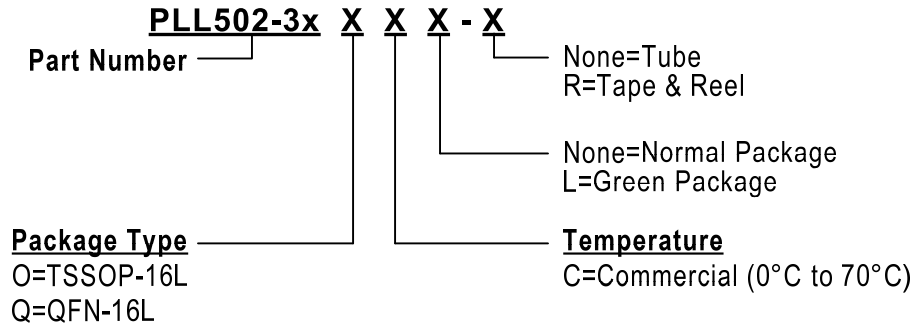 PLL502-3x X X X - X
Part Number
None=Tube
R=Tape & Reel
None=Normal Package
L=Green Package
Package Type
O=TSSOP-16L
Q=QFN-16L
Temperature
C=Commercial (0°C to 70°C)